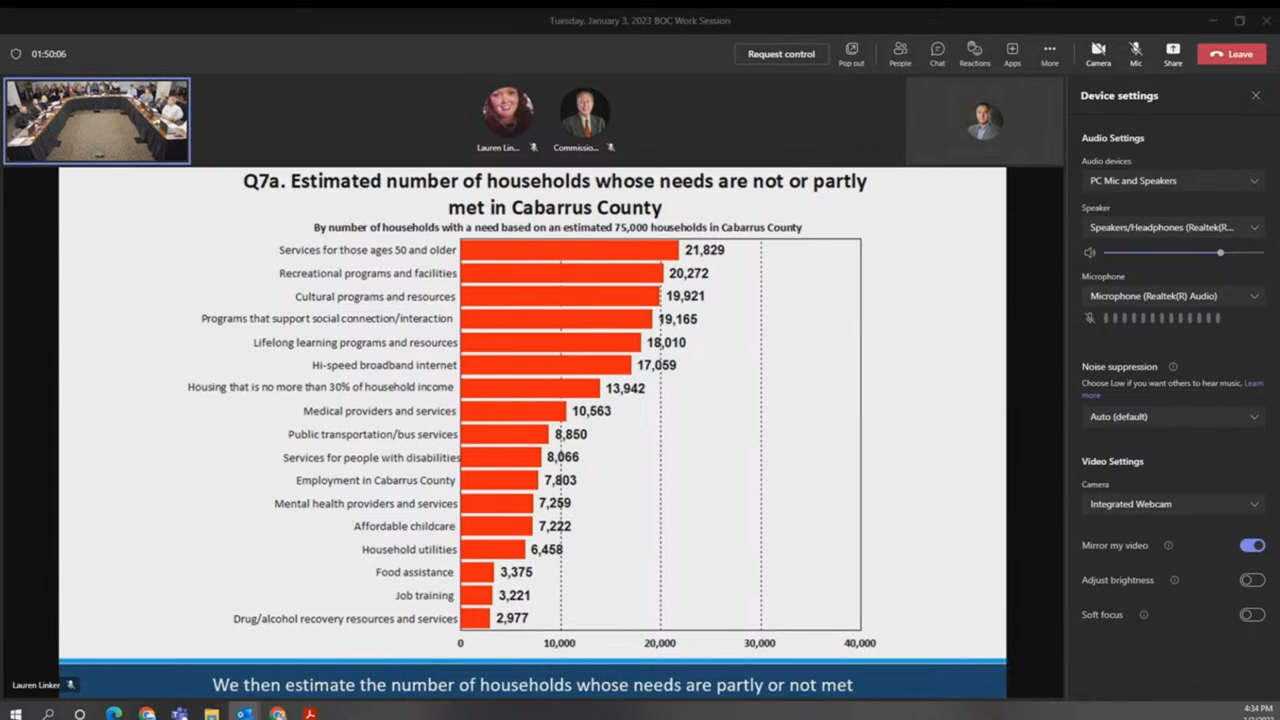 Tuesday, January 3, 2023 BOC Work Session
01:50:06
Request control
Pop out
People
Chat
Reactions
Apps
More
Camera
Mic
Share
Leave
Lauren Lin...
Commissio...
Device settings
Audio Settings
Audio devices
PC Mic and Speakers
Speaker
Speakers/Headphones (Realtek(R...
Microphone
Microphone (Realtek(R) Audio)
Noise suppression
Choose Low if you want others to hear music. Learn
more
Auto (default)
Video Settings
Camera
Integrated Webcam
Mirror my video
Adjust brightness
Soft focus
Q7a. Estimated number of households whose needs are not or partly
met in Cabarrus County
By number of households with a need based on an estimated 75,000 households in Cabarrus County
Services for those ages 50 and older 21,829
Recreational programs and facilities 20,272
Cultural programs and resources 19,921
Programs that support social connection/interaction 19,165
Lifelong learning programs and resources 18,010
Hi-speed broadband internet 17,059
Housing that is no more than 30% of household income 13,942
Medical providers and services 10,563
Public transportation/bus services 8,850
Services for people with disabilities 8,066
Employment in Cabarrus County 7,803
Mental health providers and services 7,259
Affordable childcare 7,222
Household utilities 6,458
Food assistance 3,375
Job training 3,221
Drug/alcohol recovery resources and services 2,977
0 10,000 20,000 30,000 40,000
Lauren Linker
We then estimate the number of households whose needs are partly or not met
4:34 PM